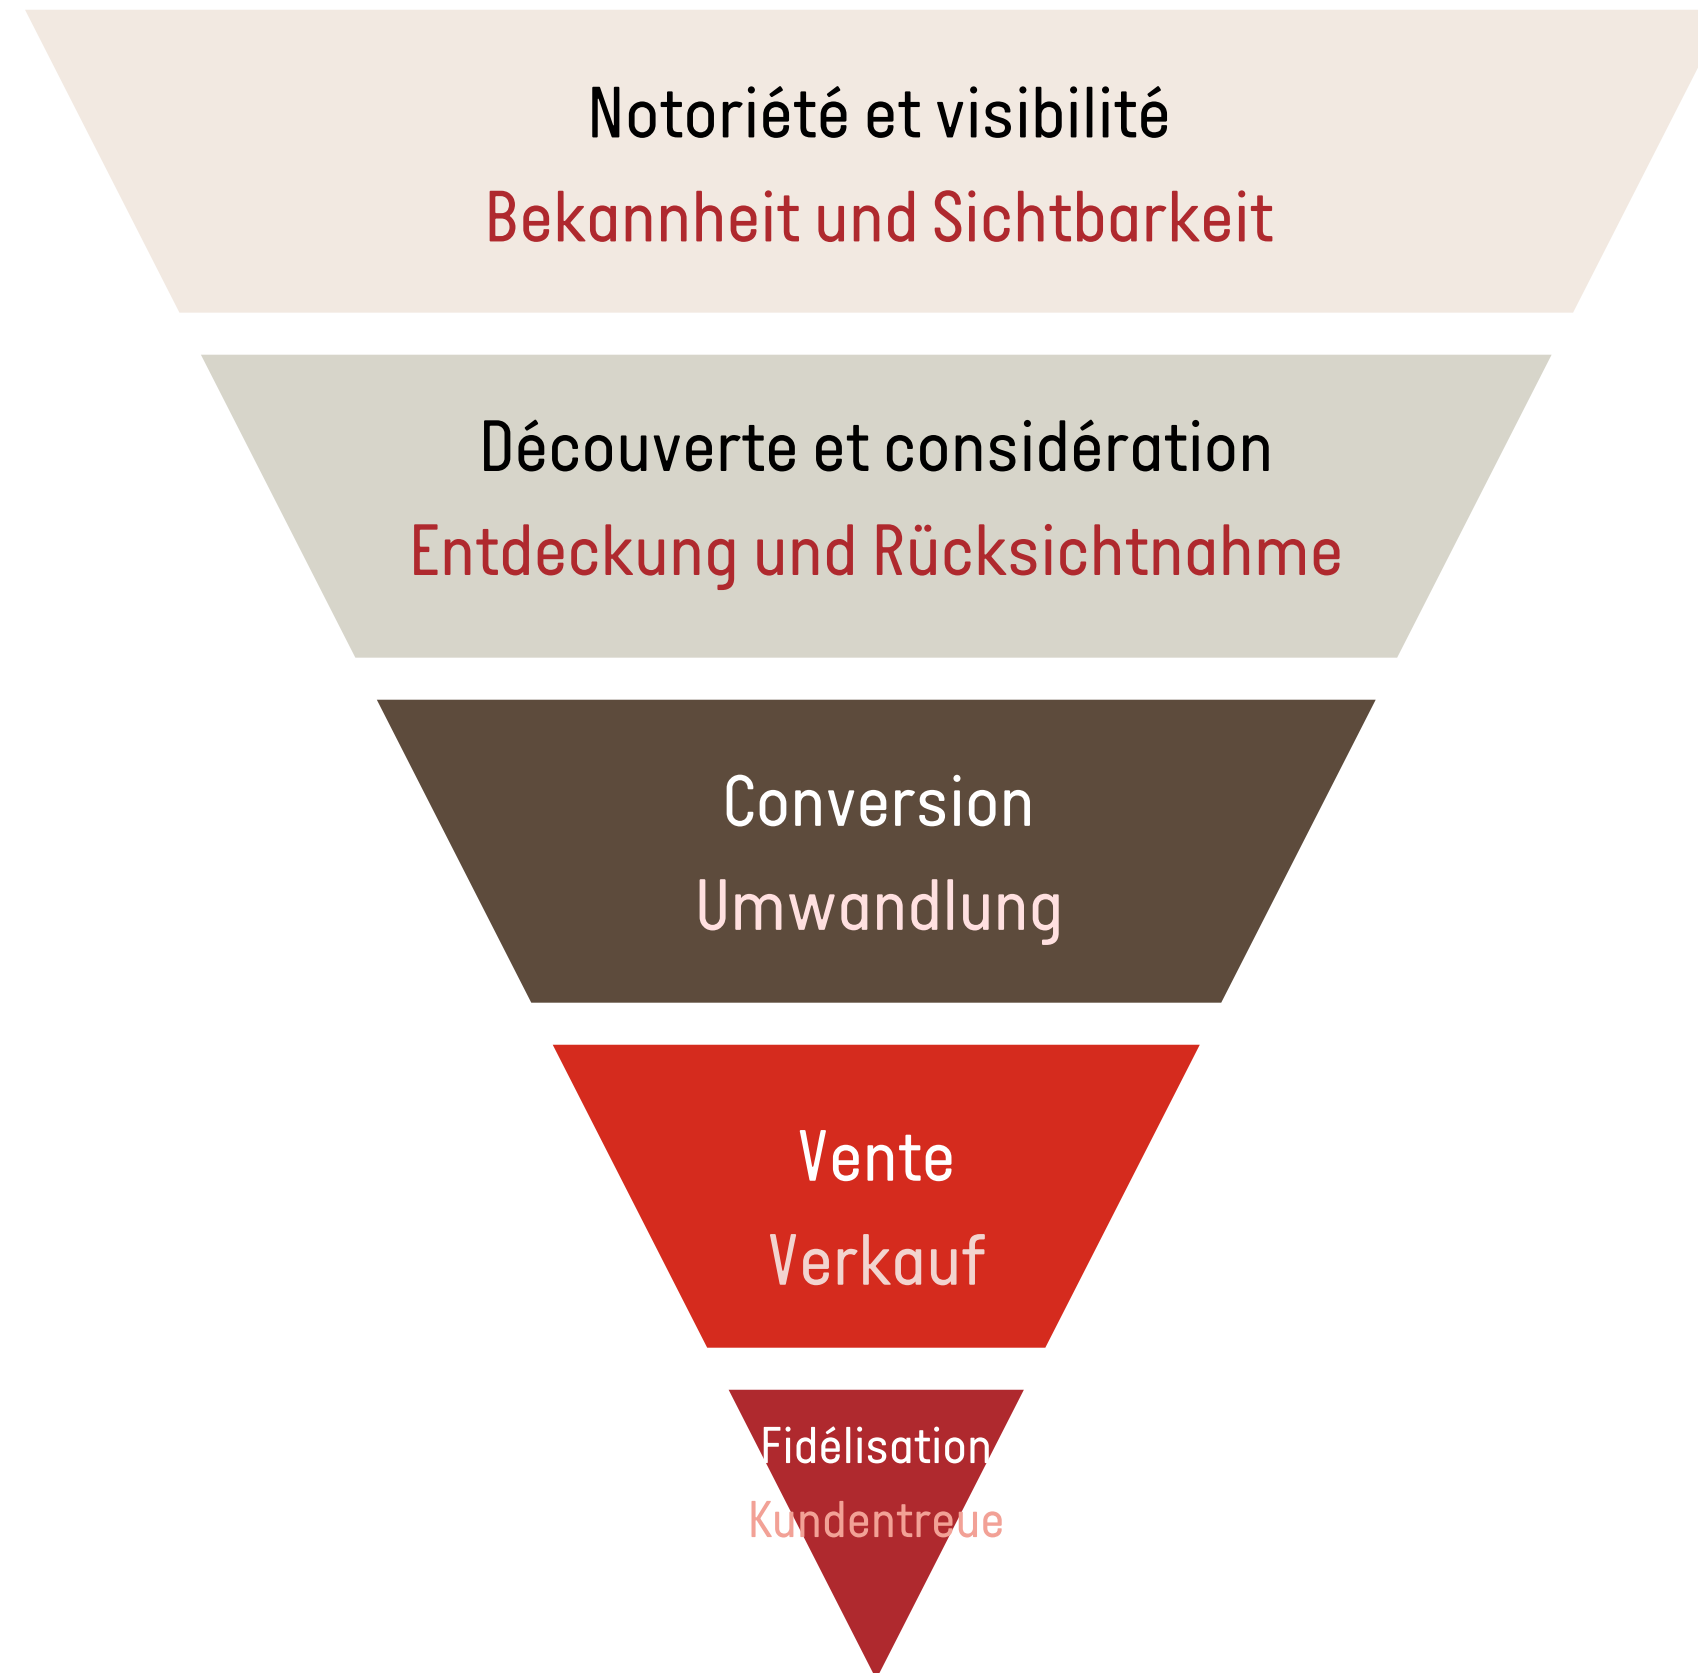 Notoriété et visibilité
Bekannheit und Sichtbarkeit
Découverte et considération
Entdeckung und Rücksichtnahme
Conversion
Umwandlung
Vente
Verkauf
Fidélisation
Kundentreue